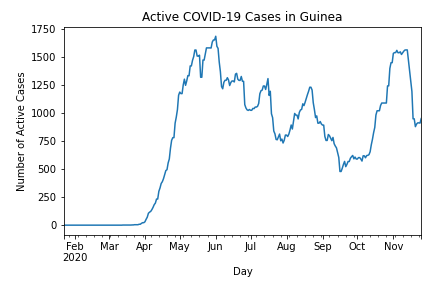 Active COVID-19 Cases in Guinea
Number of Active Cases
1750
1500
1250
1000
750
500
250
0
Feb Mar Apr May Jun Jul Aug Sep Oct Nov
2020
Day